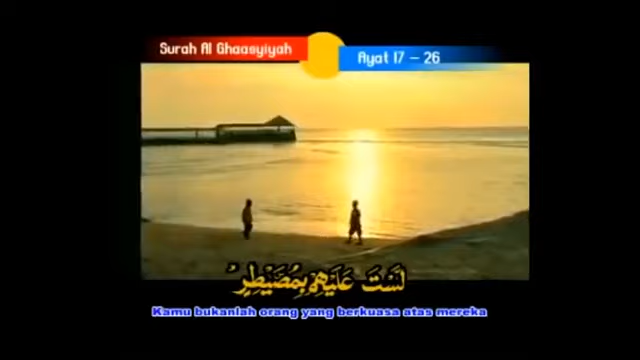 Surah Al Ghaasyiyah
Ayat 17 - 26
لَّسْتَ عَلَيْهِم بِمُصَيْطِرٍ
Kamu bukanlah orang yang berkuasa atas mereka